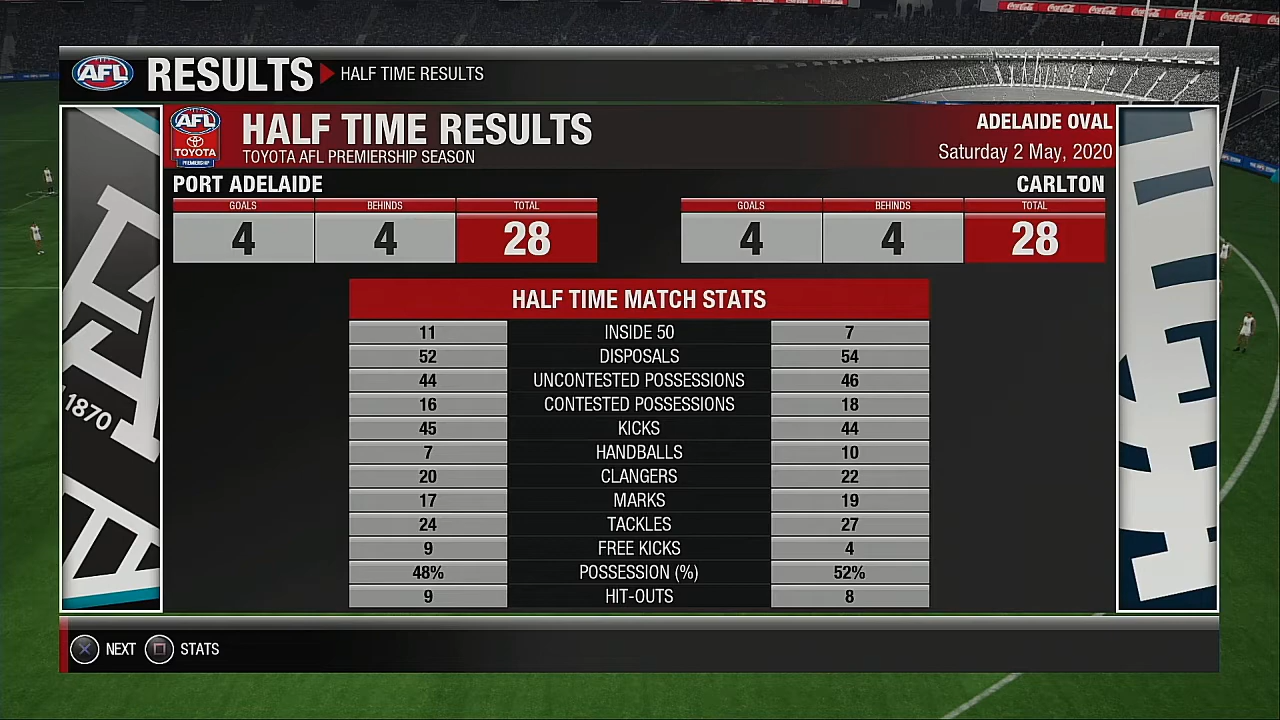 AFL RESULTS HALF TIME RESULTS
AFL
TOYOTA
PREMIERSHIP
HALF TIME RESULTS
TOYOTA AFL PREMIERSHIP SEASON
ADELAIDE OVAL
Saturday 2 May, 2020
PORT ADELAIDE
CARLTON
GOALS BEHINDS TOTAL GOALS BEHINDS TOTAL
4 4 28 4 4 28
HALF TIME MATCH STATS
11 INSIDE 50 7
52 DISPOSALS 54
44 UNCONTESTED POSSESSIONS 46
16 CONTESTED POSSESSIONS 18
45 KICKS 44
7 HANDBALLS 10
20 CLANGERS 22
17 MARKS 19
24 TACKLES 27
9 FREE KICKS 4
48% POSSESSION (%) 52%
9 HIT-OUTS 8
1870
NEXT STATS